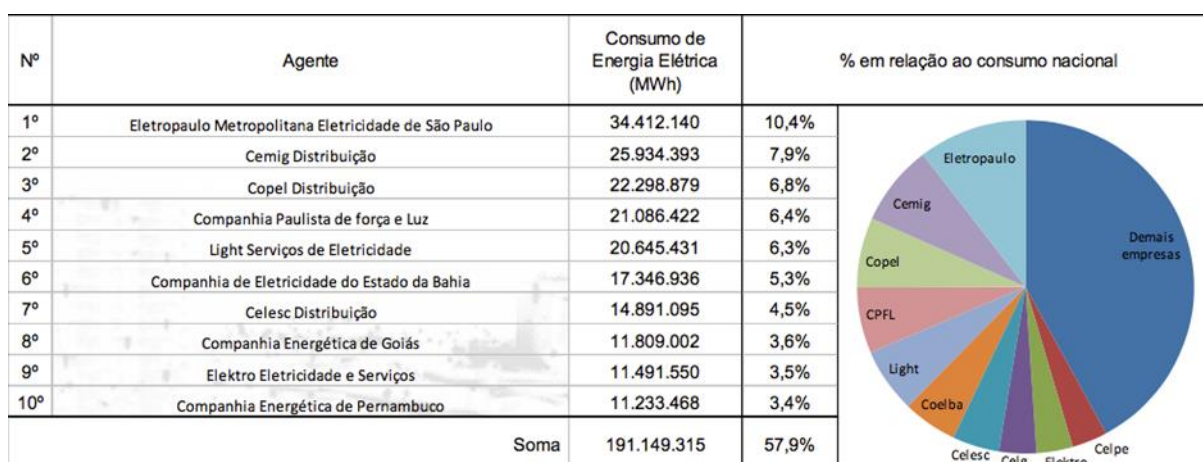 Nº Agente Consumo de Energia Elétrica (MWh) % em relação ao consumo nacional
1º Eletropaulo Metropolitana Eletricidade de São Paulo 34.412.140 10,4%
2º Cemig Distribuição 25.934.393 7,9%
3º Copel Distribuição 22.298.879 6,8%
4º Companhia Paulista de força e Luz 21.086.422 6,4%
5º Light Serviços de Eletricidade 20.645.431 6,3%
6º Companhia de Eletricidade do Estado da Bahia 17.346.936 5,3%
7º Celesc Distribuição 14.891.095 4,5%
8º Companhia Energética de Goiás 11.809.002 3,6%
9º Elektro Eletricidade e Serviços 11.491.550 3,5%
10º Companhia Energética de Pernambuco 11.233.468 3,4%
Soma 191.149.315 57,9%
Eletropaulo
Cemig
Copel
CPFL
Light
Coelba
Celesc
Celg
Elektro
Celpe
Demais
empresas